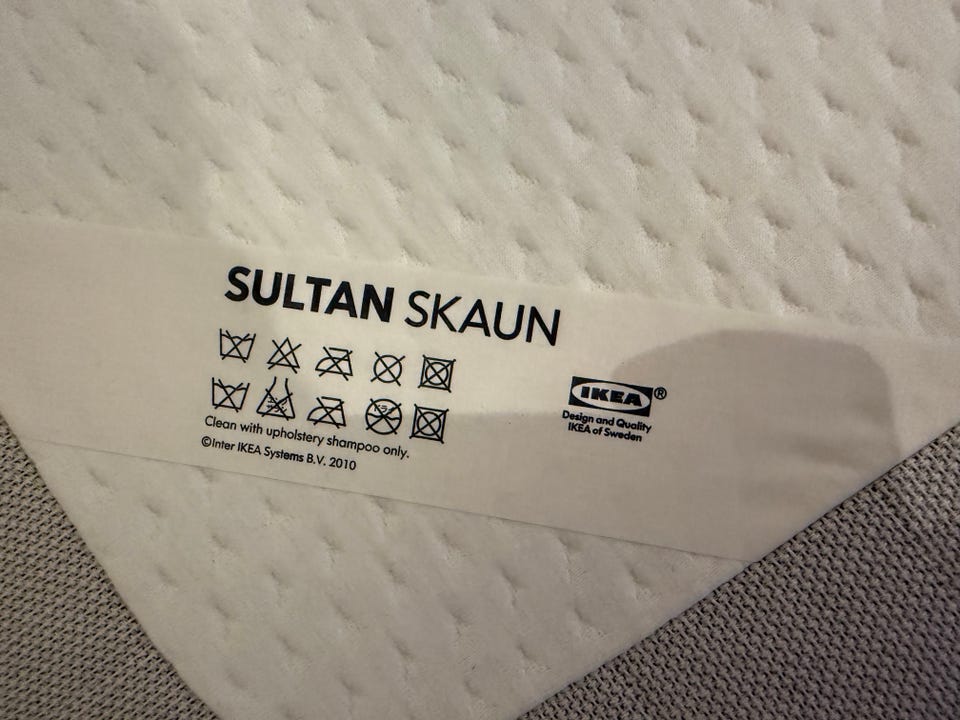 SULTAN SKAUN
Clean with upholstery shampoo only.
©Inter IKEA Systems B.V. 2010
IKEA®
Design and Quality
IKEA of Sweden